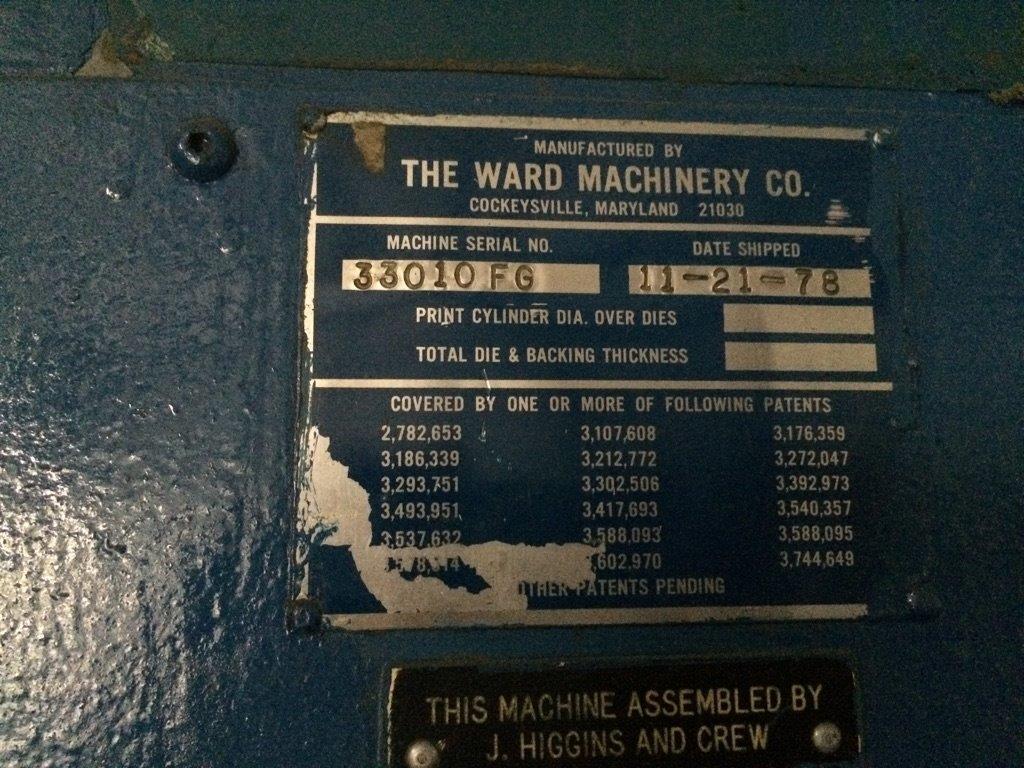 MANUFACTURED BY
THE WARD MACHINERY CO.
COCKEYSVILLE, MARYLAND 21030
MACHINE SERIAL NO. DATE SHIPPED
33010 FG 11-21-78
PRINT CYLINDER DIA. OVER DIES
TOTAL DIE & BACKING THICKNESS
COVERED BY ONE OR MORE OF FOLLOWING PATENTS
2,782,653 3,107,608 3,176,359
3,186,339 3,212,772 3,272,047
3,293,751 3,302,506 3,392,973
3,493,951 3,417,693 3,540,357
3,537,632 3,588,093 3,588,095
602,970 3,744,649
OTHER PATENTS PENDING
THIS MACHINE ASSEMBLED BY
J. HIGGINS AND CREW